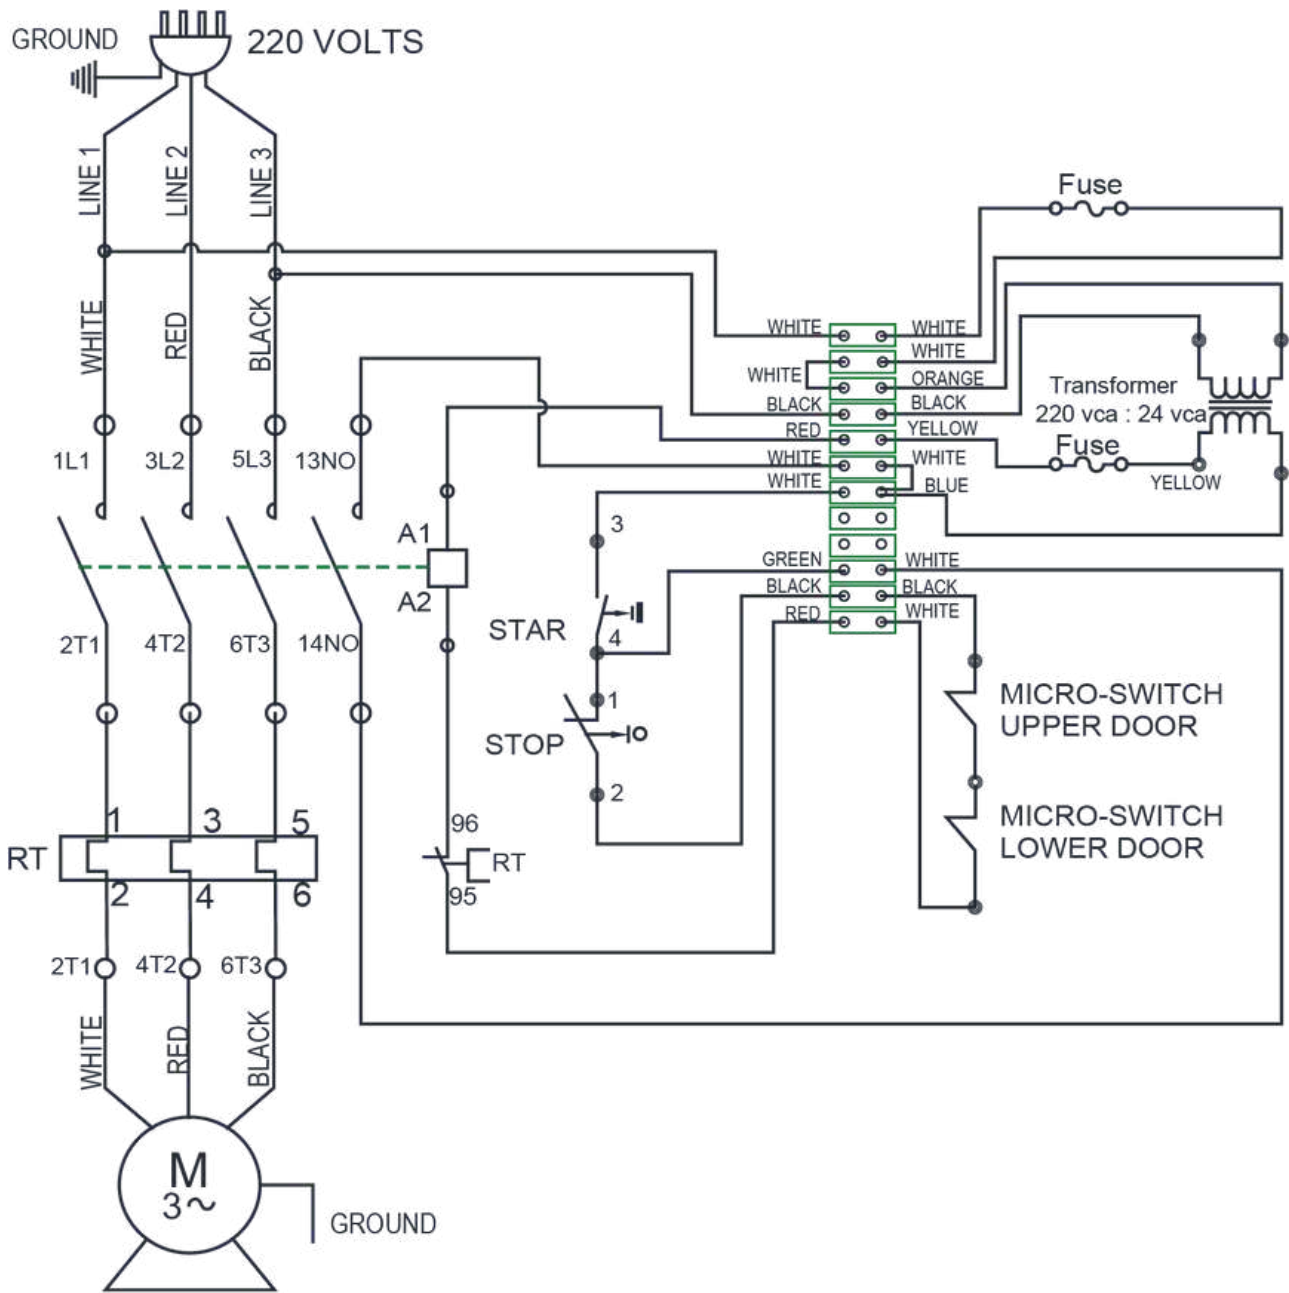 GROUND
220 VOLTS
LINE 1
LINE 2
LINE 3
WHITE
RED
BLACK
1L1
3L2
5L3
13NO
2T1
4T2
6T3
14NO
A1
A2
1
3
5
RT
2
4
6
2T1
4T2
6T3
WHITE
RED
BLACK
M
3~
GROUND
96
RT
95
3
STAR
4
1
STOP
2
WHITE
WHITE
BLACK
RED
WHITE
WHITE
GREEN
BLACK
RED
WHITE
WHITE
ORANGE
BLACK
YELLOW
WHITE
BLUE
WHITE
BLACK
WHITE
Fuse
Transformer
220 vca : 24 vca
Fuse
YELLOW
MICRO-SWITCH
UPPER DOOR
MICRO-SWITCH
LOWER DOOR